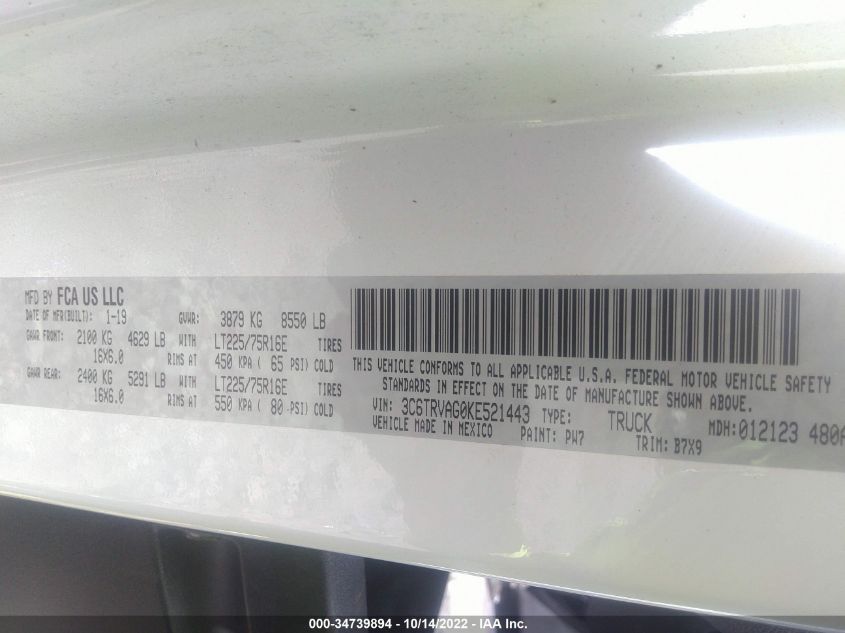 MFD BY FCA US LLC
DATE OF MFR(BUILT): 1-19 GVWR: 3879 KG 8550 LB
GAWR FRONT: 2100 KG 4629 LB WITH LT225/75R16E TIRES
16X6.0 RIMS AT 450 KPA ( 65 PSI) COLD
GAWR REAR: 2400 KG 5291 LB WITH LT225/75R16E TIRES
16X6.0 RIMS AT 550 KPA ( 80 PSI) COLD
THIS VEHICLE CONFORMS TO ALL APPLICABLE U.S.A. FEDERAL MOTOR VEHICLE SAFETY
STANDARDS IN EFFECT ON THE DATE OF MANUFACTURE SHOWN ABOVE.
VIN: 3C6TRVAG0KE521443 TYPE: TRUCK MDH: 012123 480A
VEHICLE MADE IN MEXICO PAINT: PW7 TRIM: B7X9
000-34739894 - 10/14/2022 - IAA Inc.